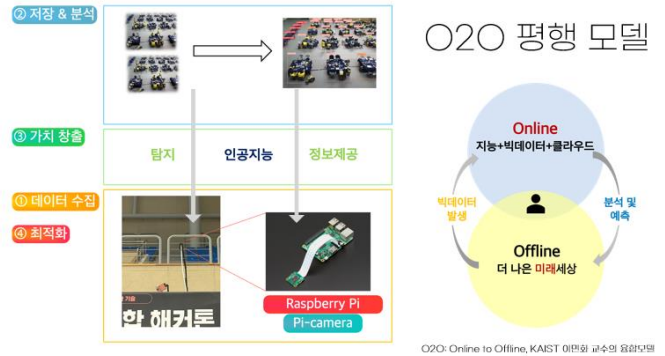 ② 저장 & 분석
③ 가치 창출
탐지
인공지능
정보제공
① 데이터 수집
④ 최적화
합 해커톤
Raspberry Pi
Pi-camera
O2O 평행 모델
Online
지능+빅데이터+클라우드
빅데이터
발생
분석 및
예측
Offline
더 나은 미래세상
O2O: Online to Offline, KAIST 이민화 교수의 융합모델